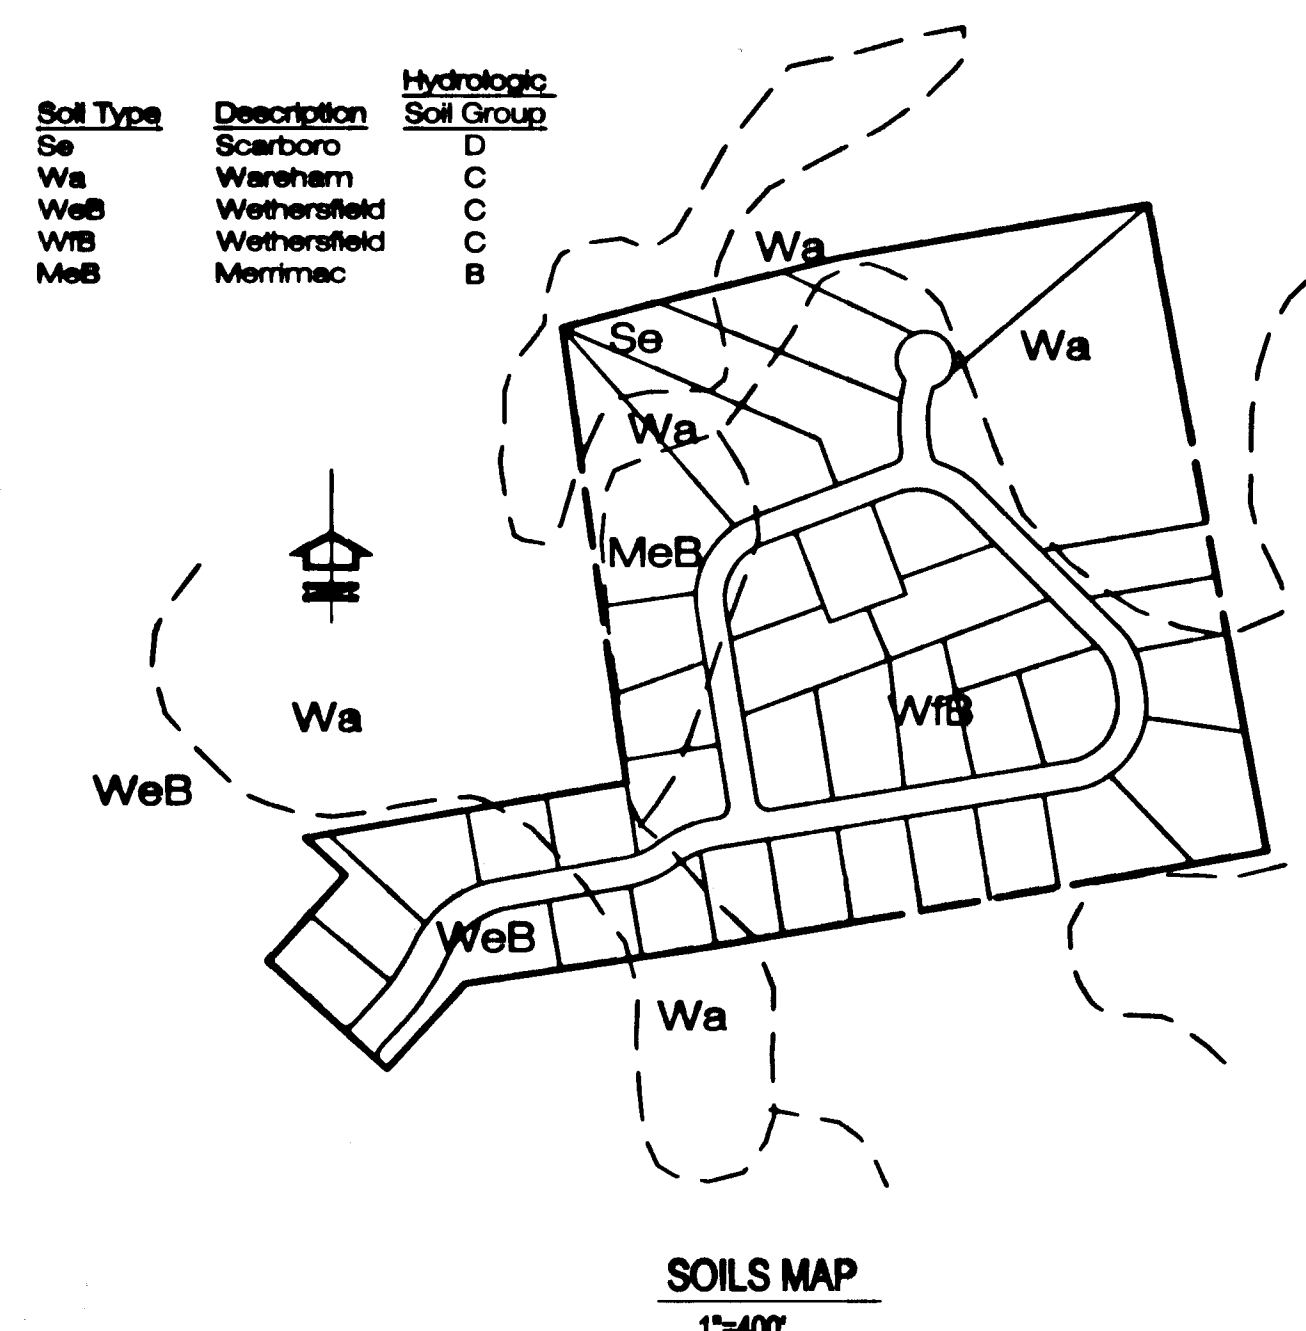 Hydrologic
Soil Type Description Soil Group
Se Scarboro D
Wa Wareham C
WeB Wethersfield C
WfB Wethersfield C
MeB Merrimac B
Wa
Se
Wa
Wa
MeB
Wa
WfB
WeB
WeB
Wa
SOILS MAP
1"=400'